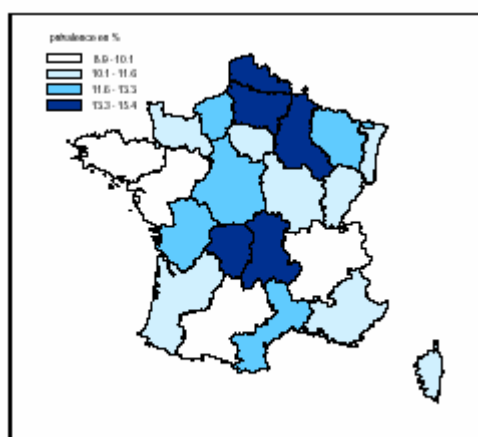 prévalence en %
8.9 - 10.1
10.1 - 11.6
11.6 - 13.3
13.3 - 15.4